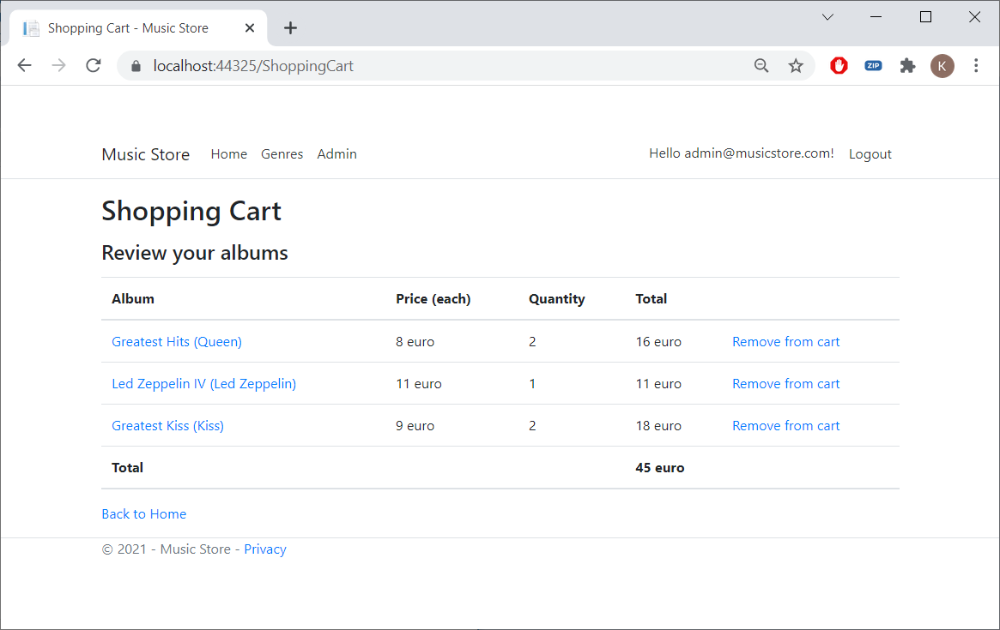 Shopping Cart - Music Store
localhost:44325/ShoppingCart
ZIP
K
Music Store Home Genres Admin Hello admin@musicstore.com! Logout
Shopping Cart
Review your albums
Album Price (each) Quantity Total
Greatest Hits (Queen) 8 euro 2 16 euro Remove from cart
Led Zeppelin IV (Led Zeppelin) 11 euro 1 11 euro Remove from cart
Greatest Kiss (Kiss) 9 euro 2 18 euro Remove from cart
Total 45 euro
Back to Home
© 2021 - Music Store - Privacy